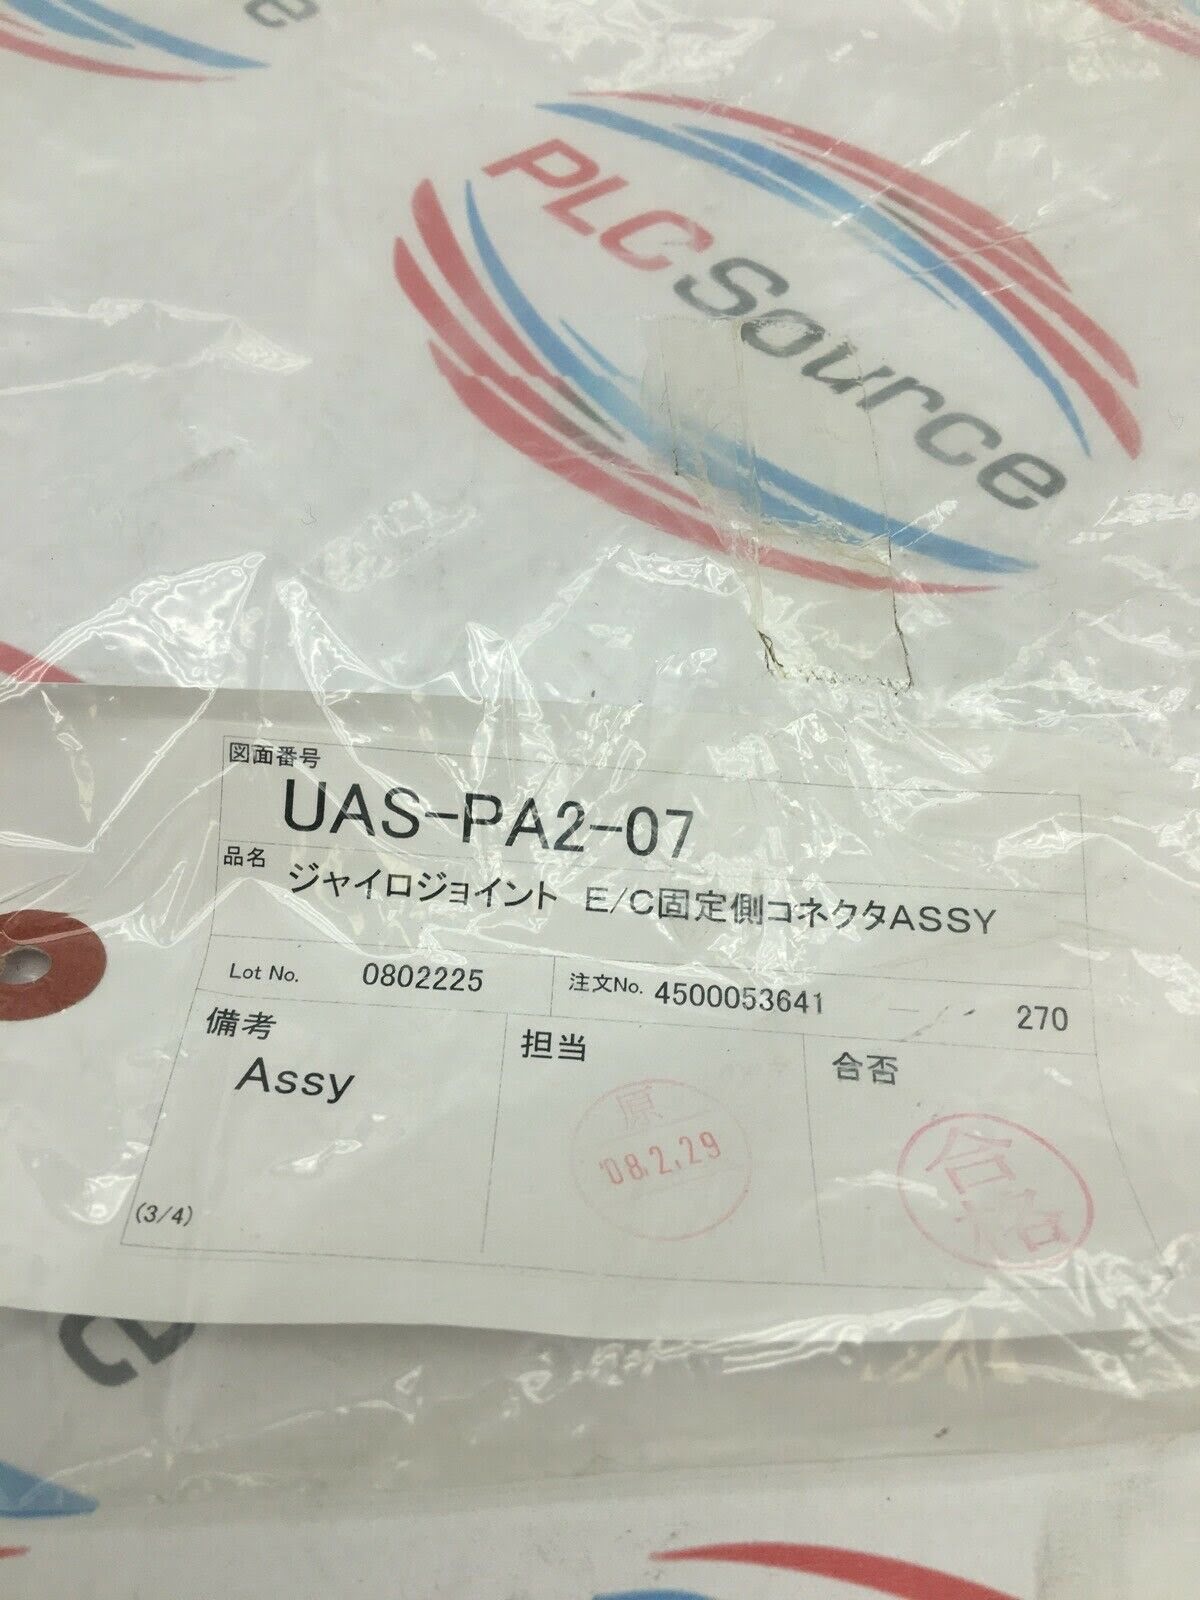 PLCSource
図面番号
UAS-PA2-07
品名
ジャイロジョイント E/C固定側コネクタASSY
Lot No. 0802225 注文No. 4500053641 — 270
備考 担当 合否
Assy
原
'08.2.29
合格
(3/4)